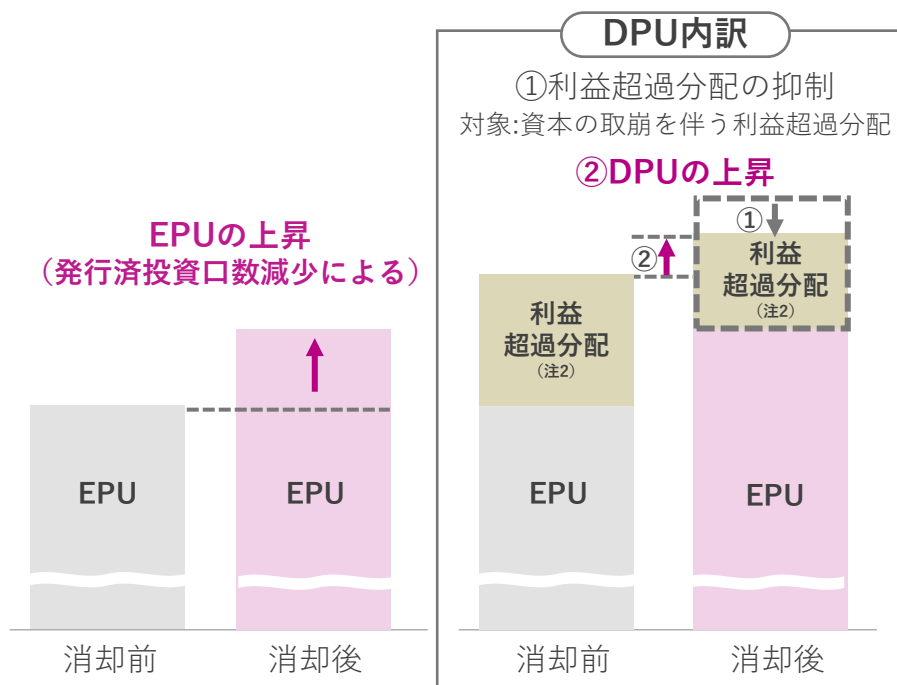 EPUの上昇
（発行済投資口数減少による）
EPU
EPU
消却前
消却後
DPU内訳
①利益超過分配の抑制
対象:資本の取崩を伴う利益超過分配
②DPUの上昇
①
②
利益
超過分配
（注2）
利益
超過分配
（注2）
EPU
EPU
消却前
消却後